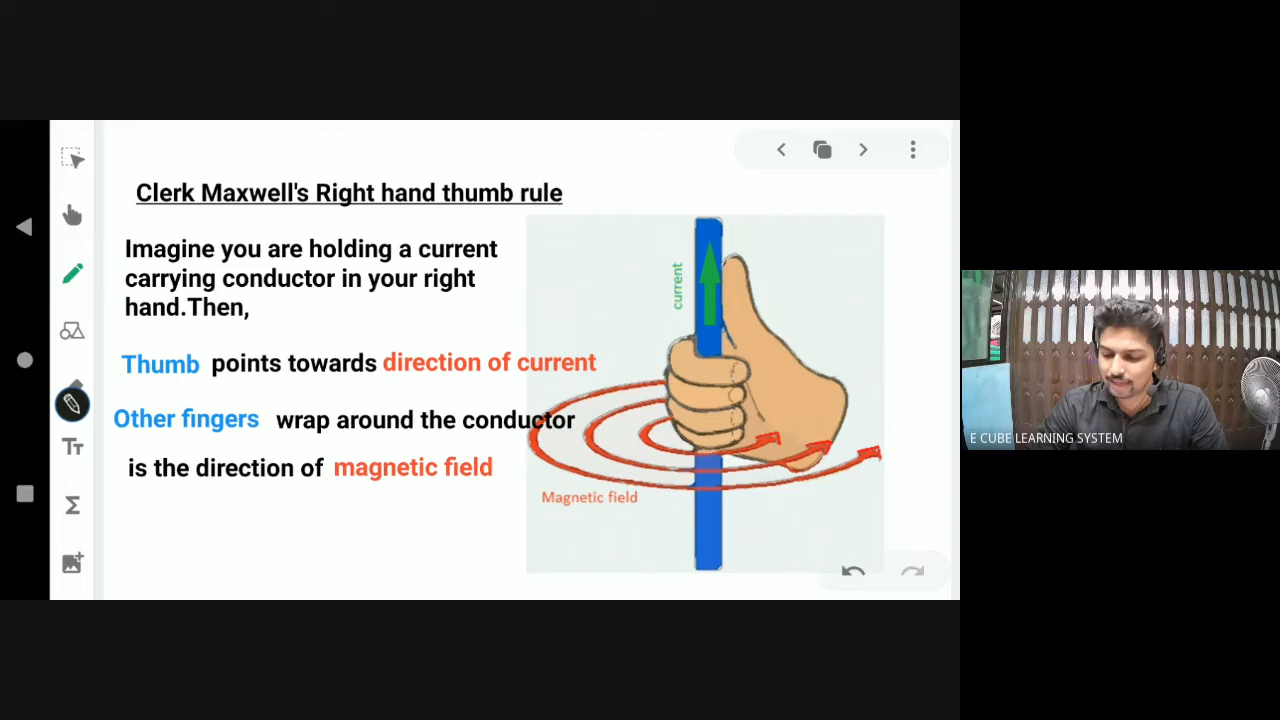 Clerk Maxwell's Right hand thumb rule
Imagine you are holding a current
carrying conductor in your right
hand.Then,
Thumb points towards direction of current
Other fingers wrap around the conductor
is the direction of magnetic field
current
Magnetic field
Tт
Σ
E CUBE LEARNING SYSTEM